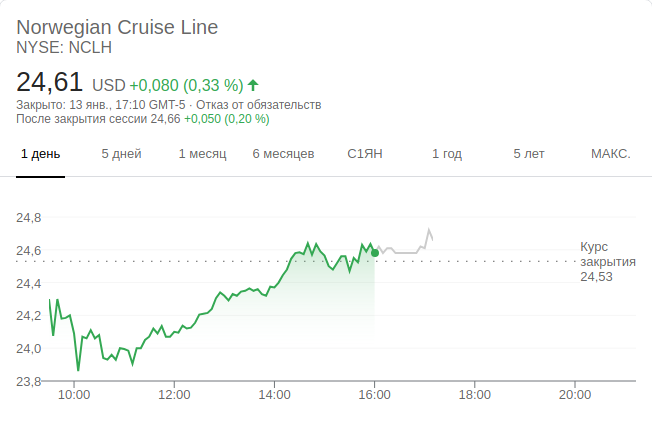 Norwegian Cruise Line
NYSE: NCLH
24,61 USD +0,080 (0,33 %)
Закрыто: 13 янв., 17:10 GMT-5 · Отказ от обязательств
После закрытия сессии 24,66 +0,050 (0,20 %)
1 день 5 дней 1 месяц 6 месяцев С1ЯН 1 год 5 лет МАКС.
24,8
24,6
24,4
24,2
24,0
23,8
Курс
закрытия
24,53
10:00 12:00 14:00 16:00 18:00 20:00